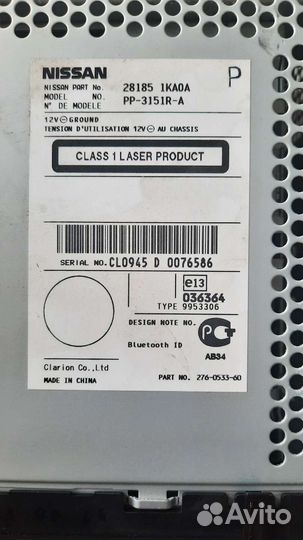 NISSAN
P
NISSAN PART No. 28185 1KA0A
MODEL NO. PP-3151R-A
N° DE MODELE
12V ⊖ GROUND
TENSION D'UTILISATION 12V ⊖ AU CHASSIS
CLASS 1 LASER PRODUCT
SERIAL NO. CL0945 D 0076586
e13
036364
TYPE 9953306
DESIGN NOTE NO.
Bluetooth ID
АВ34
Clarion Co.,Ltd
MADE IN CHINA
PART NO. 276-0533-60
Avito